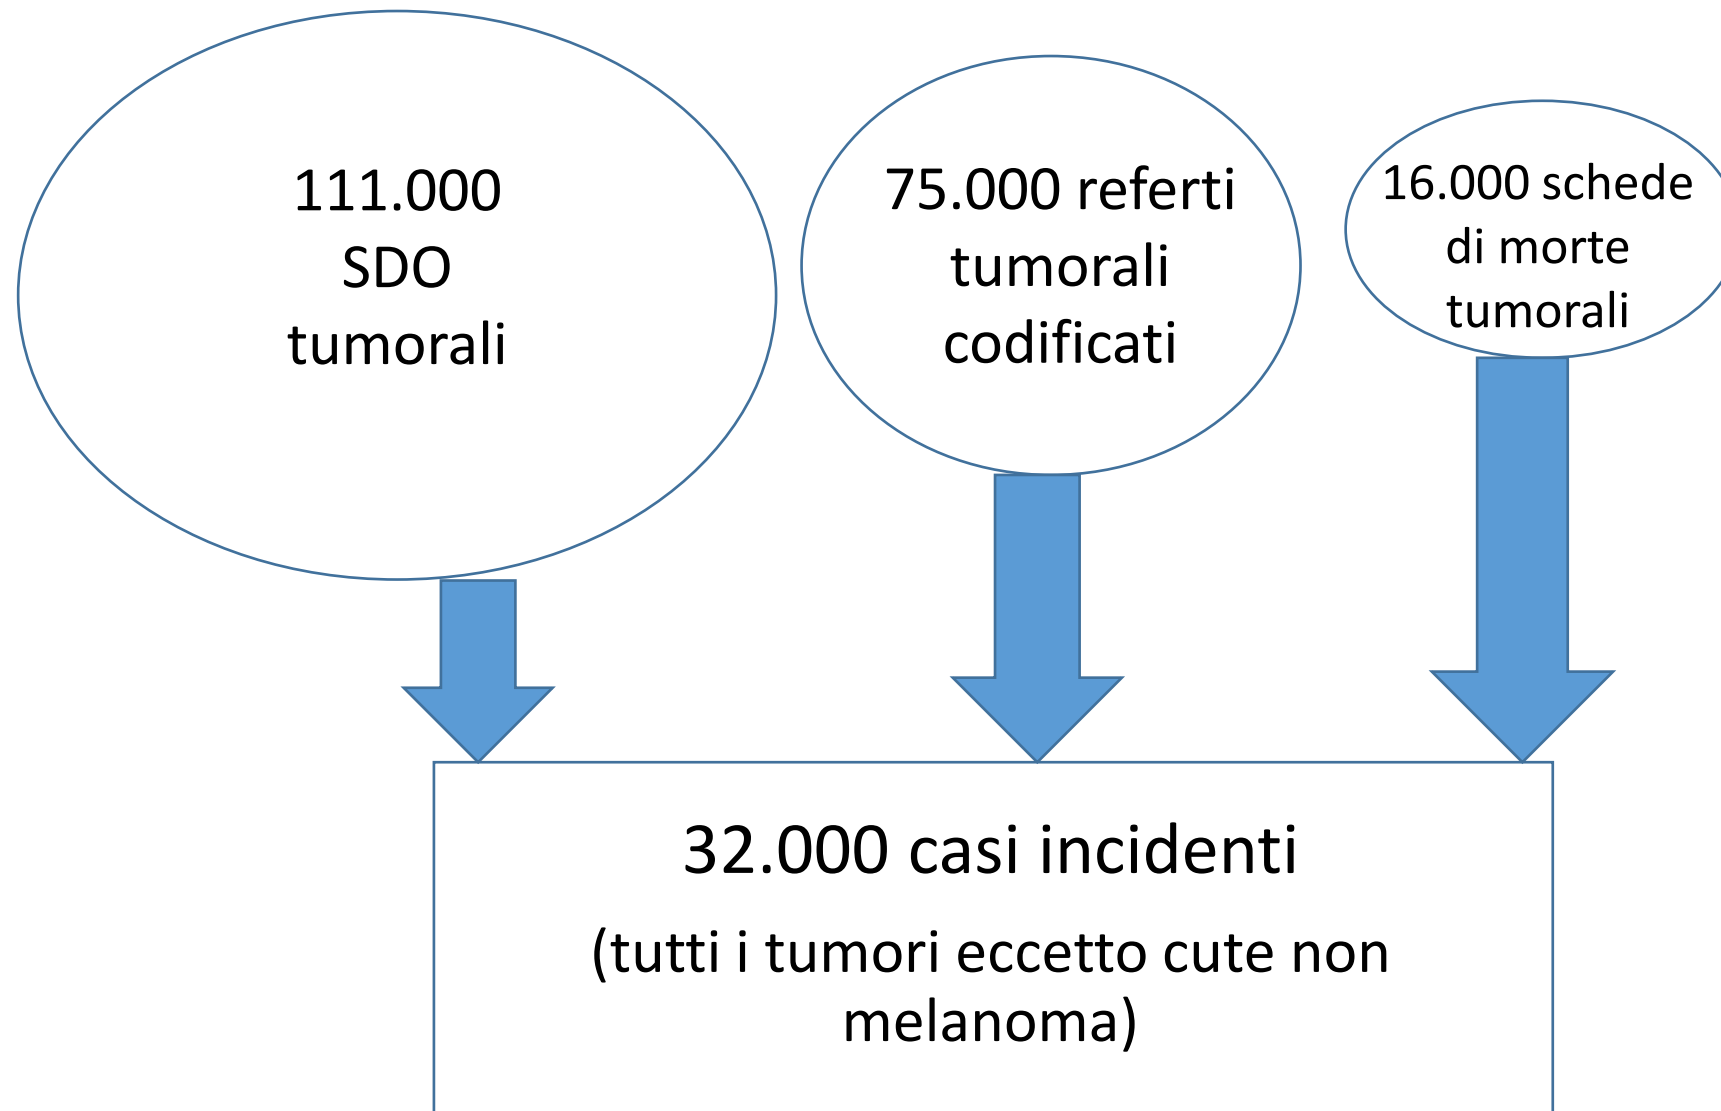 111.000
SDO
tumorali
75.000 referti
tumorali
codificati
16.000 schede
di morte
tumorali
32.000 casi incidenti
(tutti i tumori eccetto cute non
melanoma)